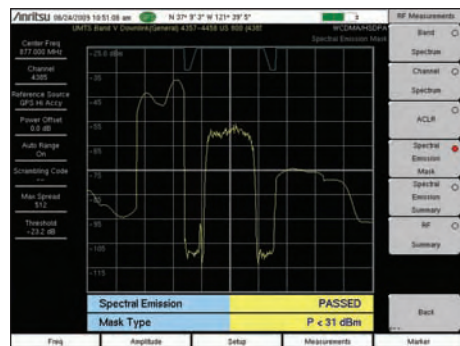 Anritsu 08/24/2009 10:51:08 am N 37° 9' 3" W 121° 39' 5"
UMTS Band V Downlink(General) 4357-4458 US 800 (4385
WCDMA/HSDPA
Spectral Emission Mask
Center Freq
877.000 MHz
Channel
4385
Reference Source
GPS Hi Accy
Power Offset
0.0 dB
Auto Range
On
Scrambling Code
--
Max Spread
512
Threshold
-23.2 dB
-25.0 dBm
-35
-55
-65
-75
-85
-95
-105
-115
Spectral Emission PASSED
Mask Type P < 31 dBm
RF Measurements
Band
Spectrum
Channel
Spectrum
ACLR
Spectral
Emission
Mask
Spectral
Emission
Summary
RF
Summary
Back
Freq Amplitude Setup Measurements Marker